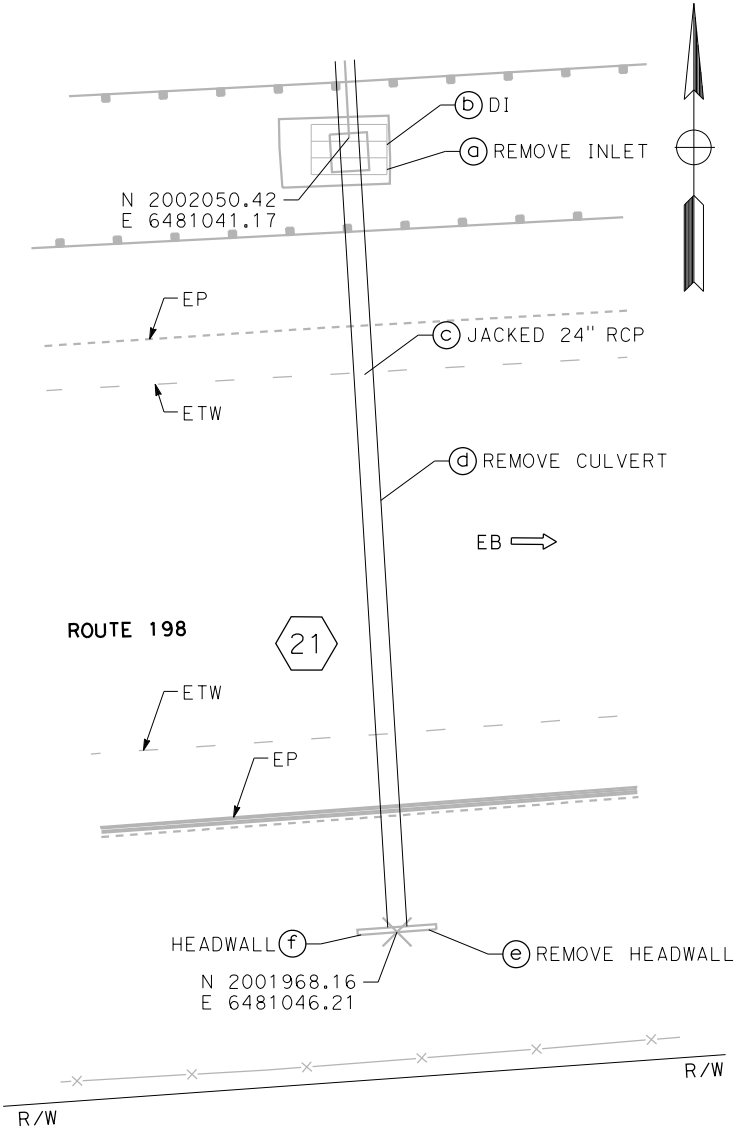 b DI
a REMOVE INLET
N 2002050.42
E 6481041.17
EP
c JACKED 24" RCP
ETW
d REMOVE CULVERT
EB
ROUTE 198
21
ETW
EP
HEADWALL f
e REMOVE HEADWALL
N 2001968.16
E 6481046.21
R/W
R/W